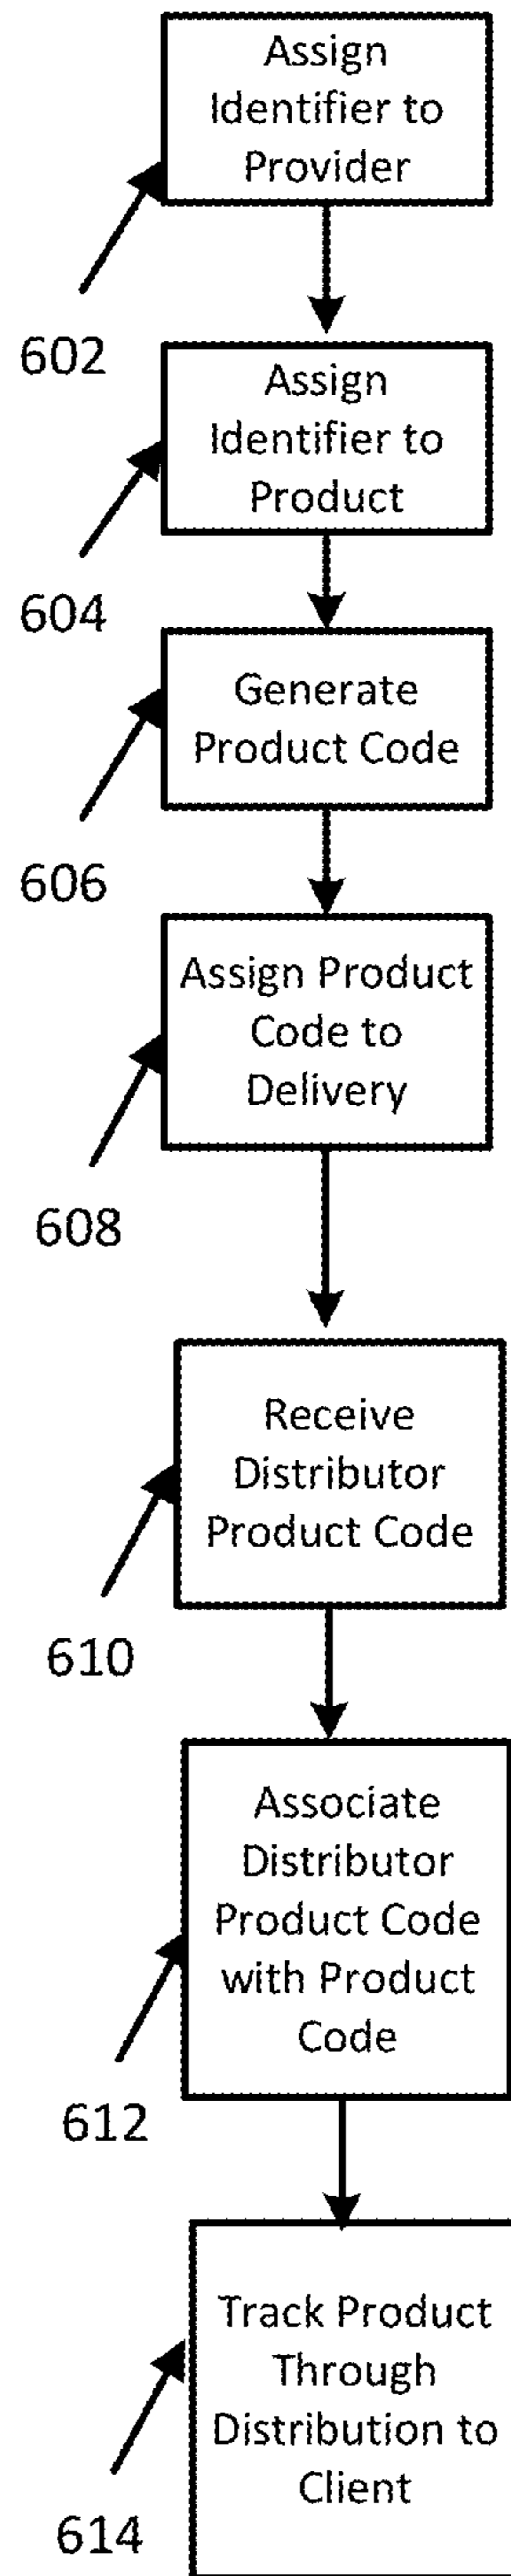 Assign
Identifier to
Provider
602
Assign
Identifier to
Product
604
Generate
Product Code
606
Assign Product
Code to
Delivery
608
Receive
Distributor
Product Code
610
Associate
Distributor
Product Code
with Product
Code
612
Track Product
Through
Distribution to
Client
614